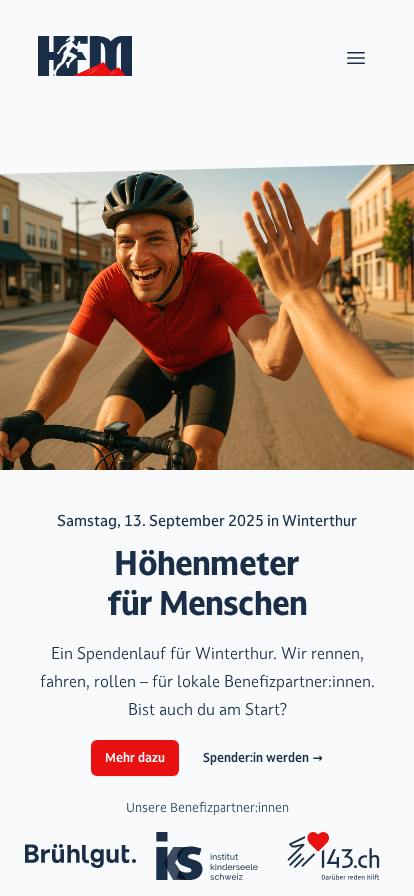 HFM
Samstag, 13. September 2025 in Winterthur
Höhenmeter
für Menschen
Ein Spendenlauf für Winterthur. Wir rennen,
fahren, rollen – für lokale Benefizpartner:innen.
Bist auch du am Start?
Mehr dazu
Spender:in werden →
Unsere Benefizpartner:innen
Brühlgut.
iks institut
kinderseele
schweiz
143.ch
Darüber reden hilft.